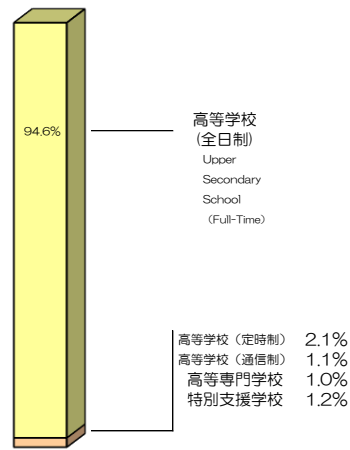 94.6%
高等学校
(全日制)
Upper
Secondary
School
(Full-Time)
高等学校（定時制） 2.1%
高等学校（通信制） 1.1%
高等専門学校 1.0%
特別支援学校 1.2%